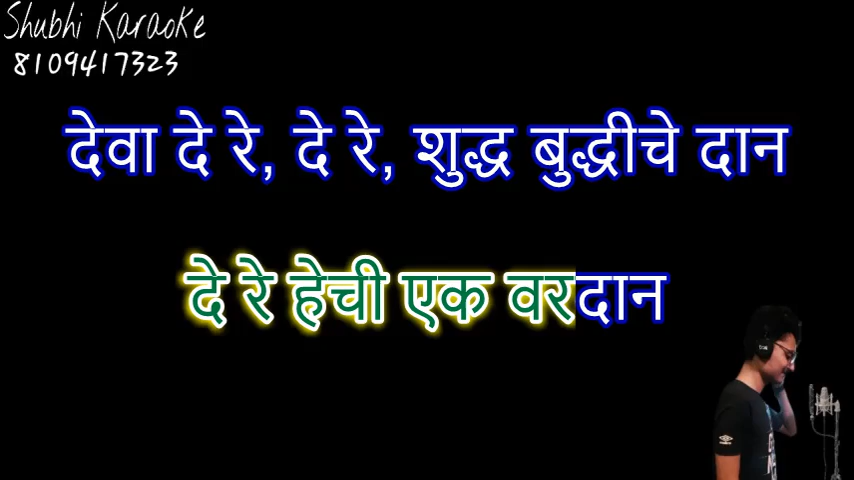 Shubhi Karaoke
8109417323
देवा दे रे, दे रे, शुद्ध बुद्धीचे दान
दे रे हेची एक वरदान